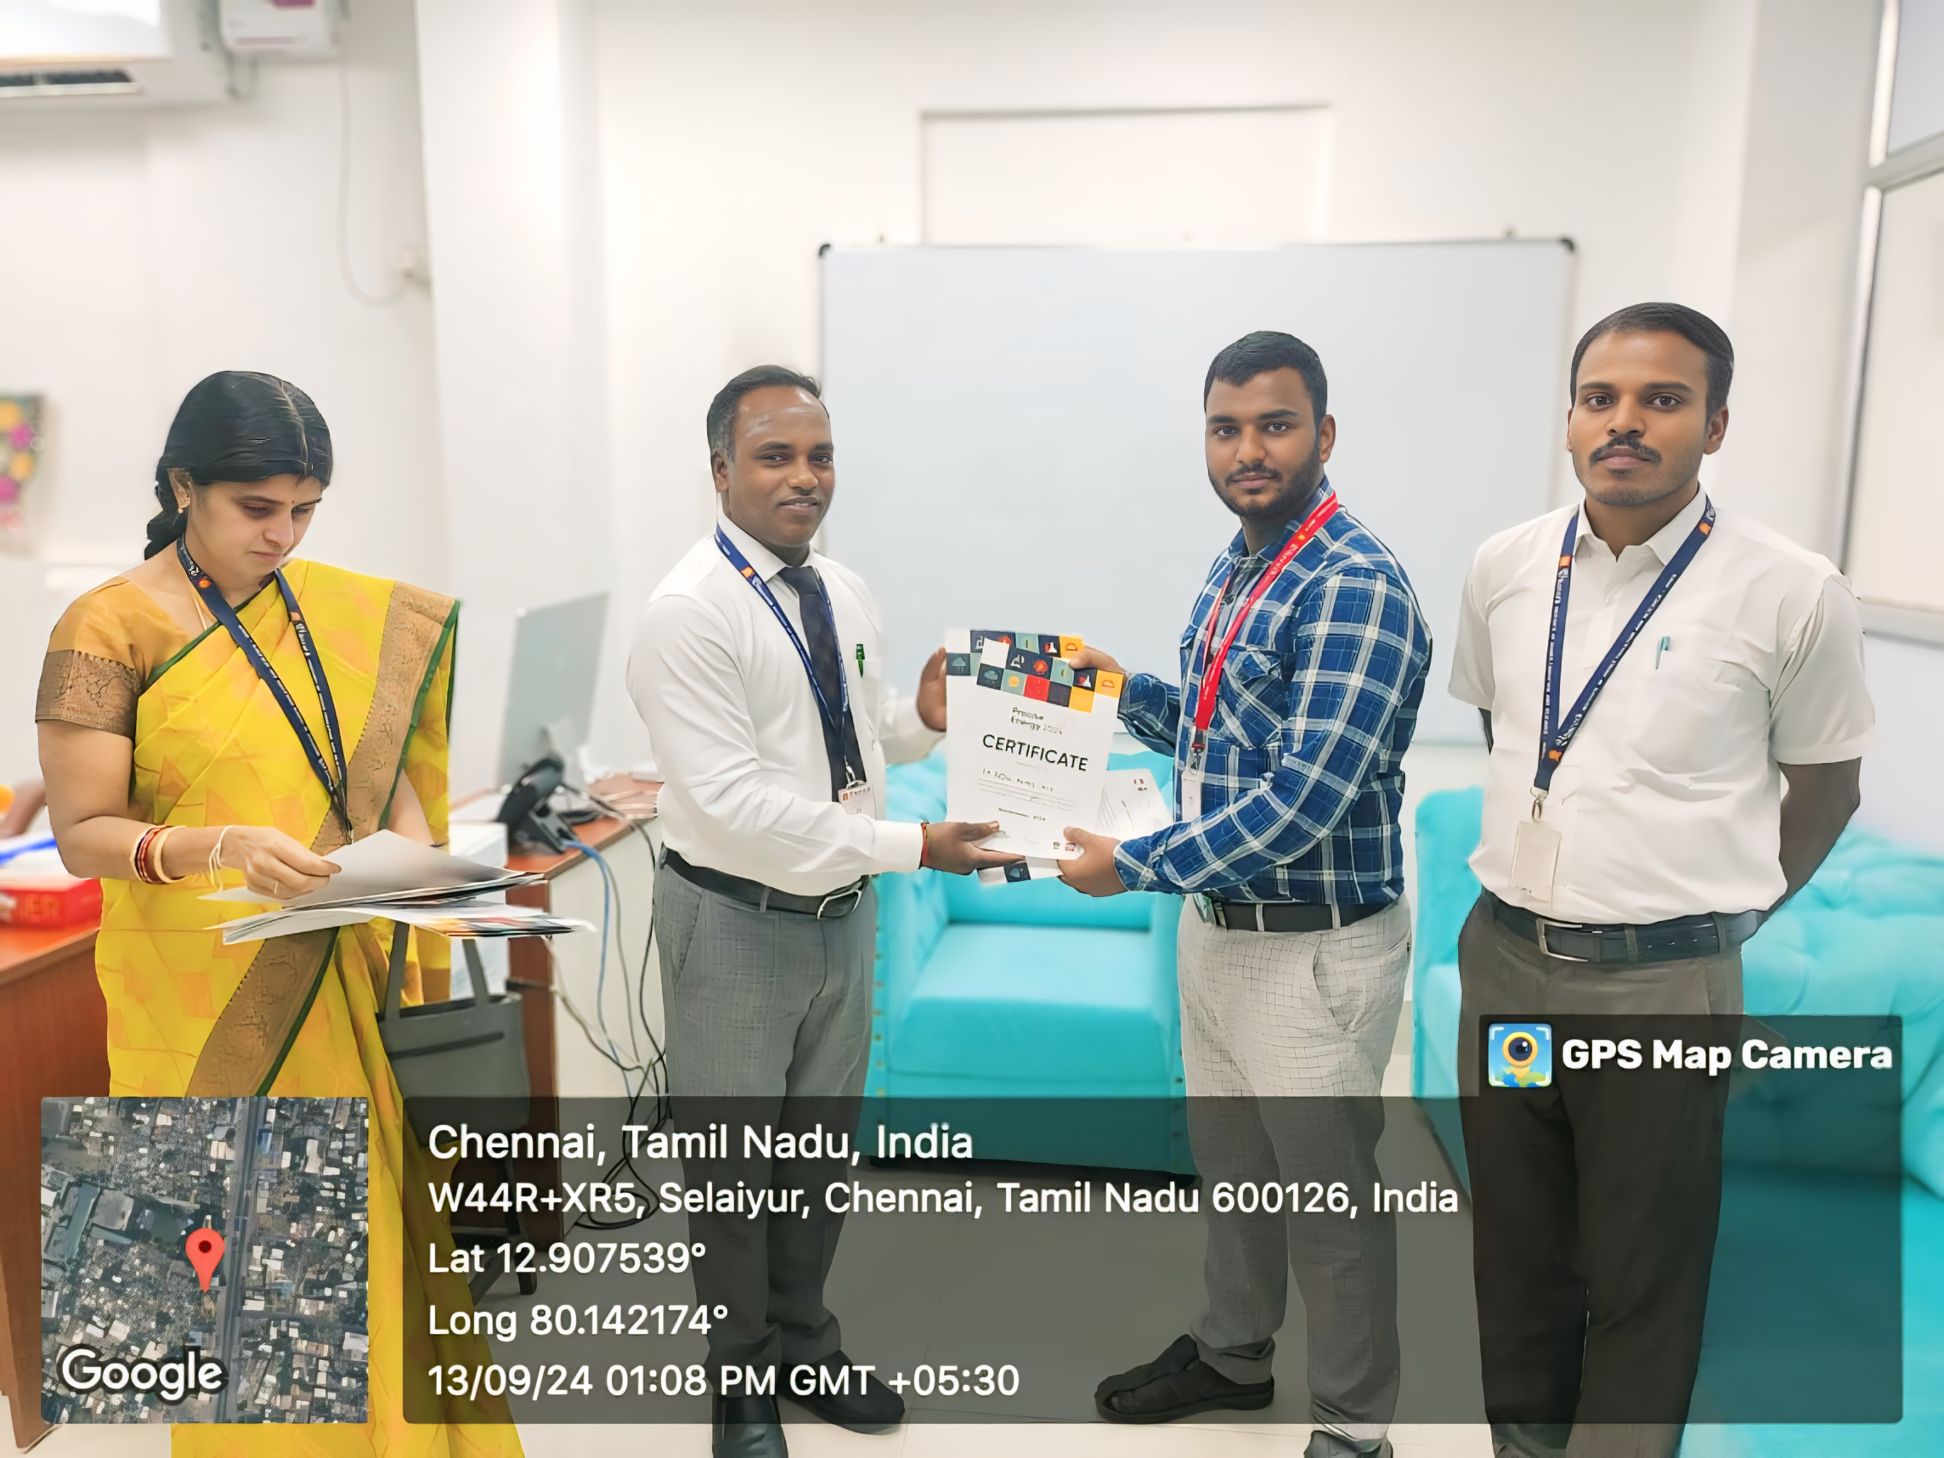 CERTIFICATE
GPS Map Camera
Chennai, Tamil Nadu, India
W44R+XR5, Selaiyur, Chennai, Tamil Nadu 600126, India
Lat 12.907539°
Long 80.142174°
13/09/24 01:08 PM GMT +05:30
Google